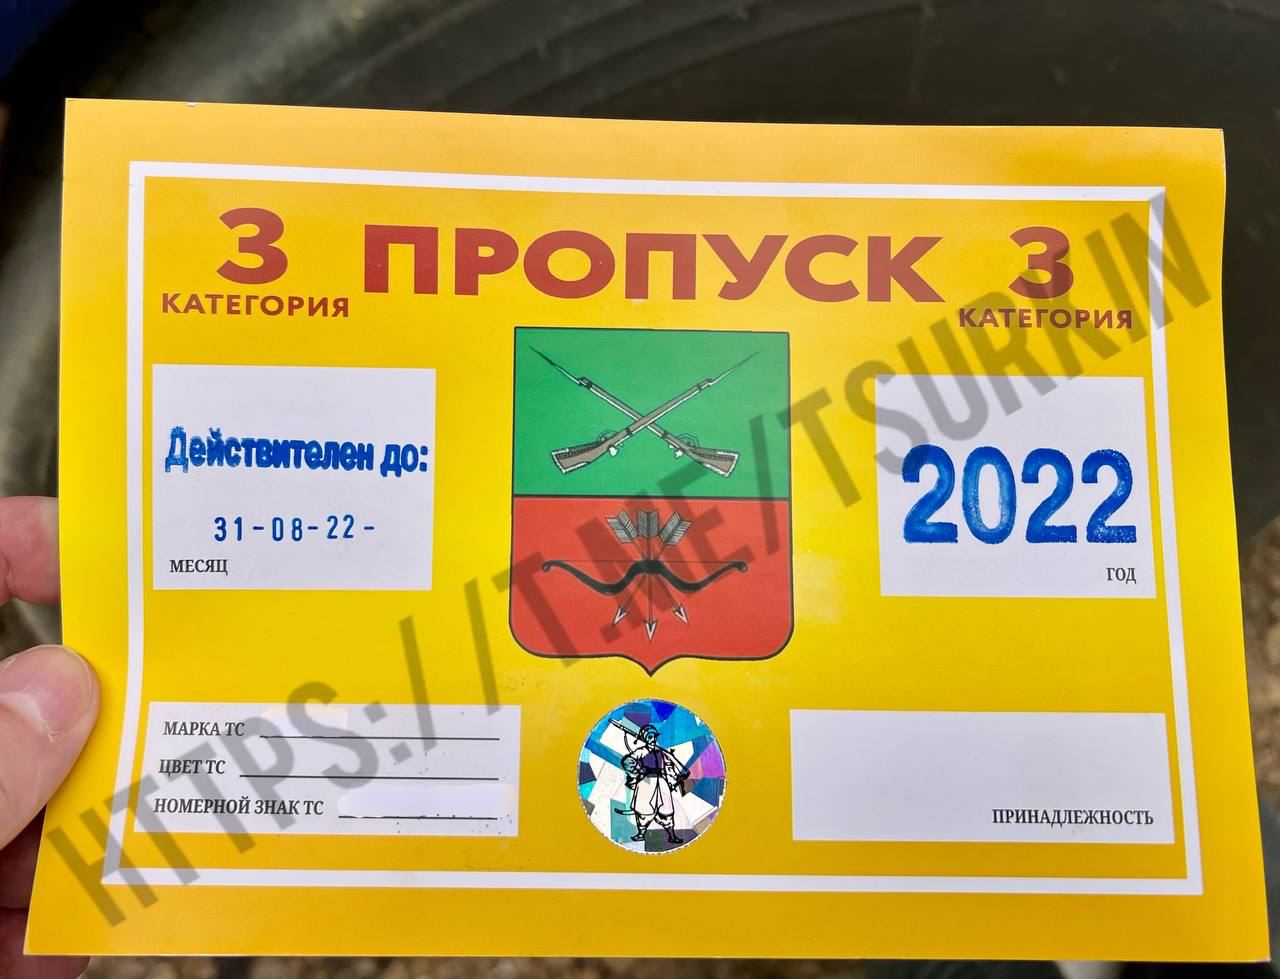 3 ПРОПУСК 3
КАТЕГОРИЯ
КАТЕГОРИЯ
Действителен до:
31-08-22-
МЕСЯЦ
2022
ГОД
МАРКА ТС
ЦВЕТ ТС
НОМЕРНОЙ ЗНАК ТС
ПРИНАДЛЕЖНОСТЬ
HTTPS://T.ME/TSURKIN